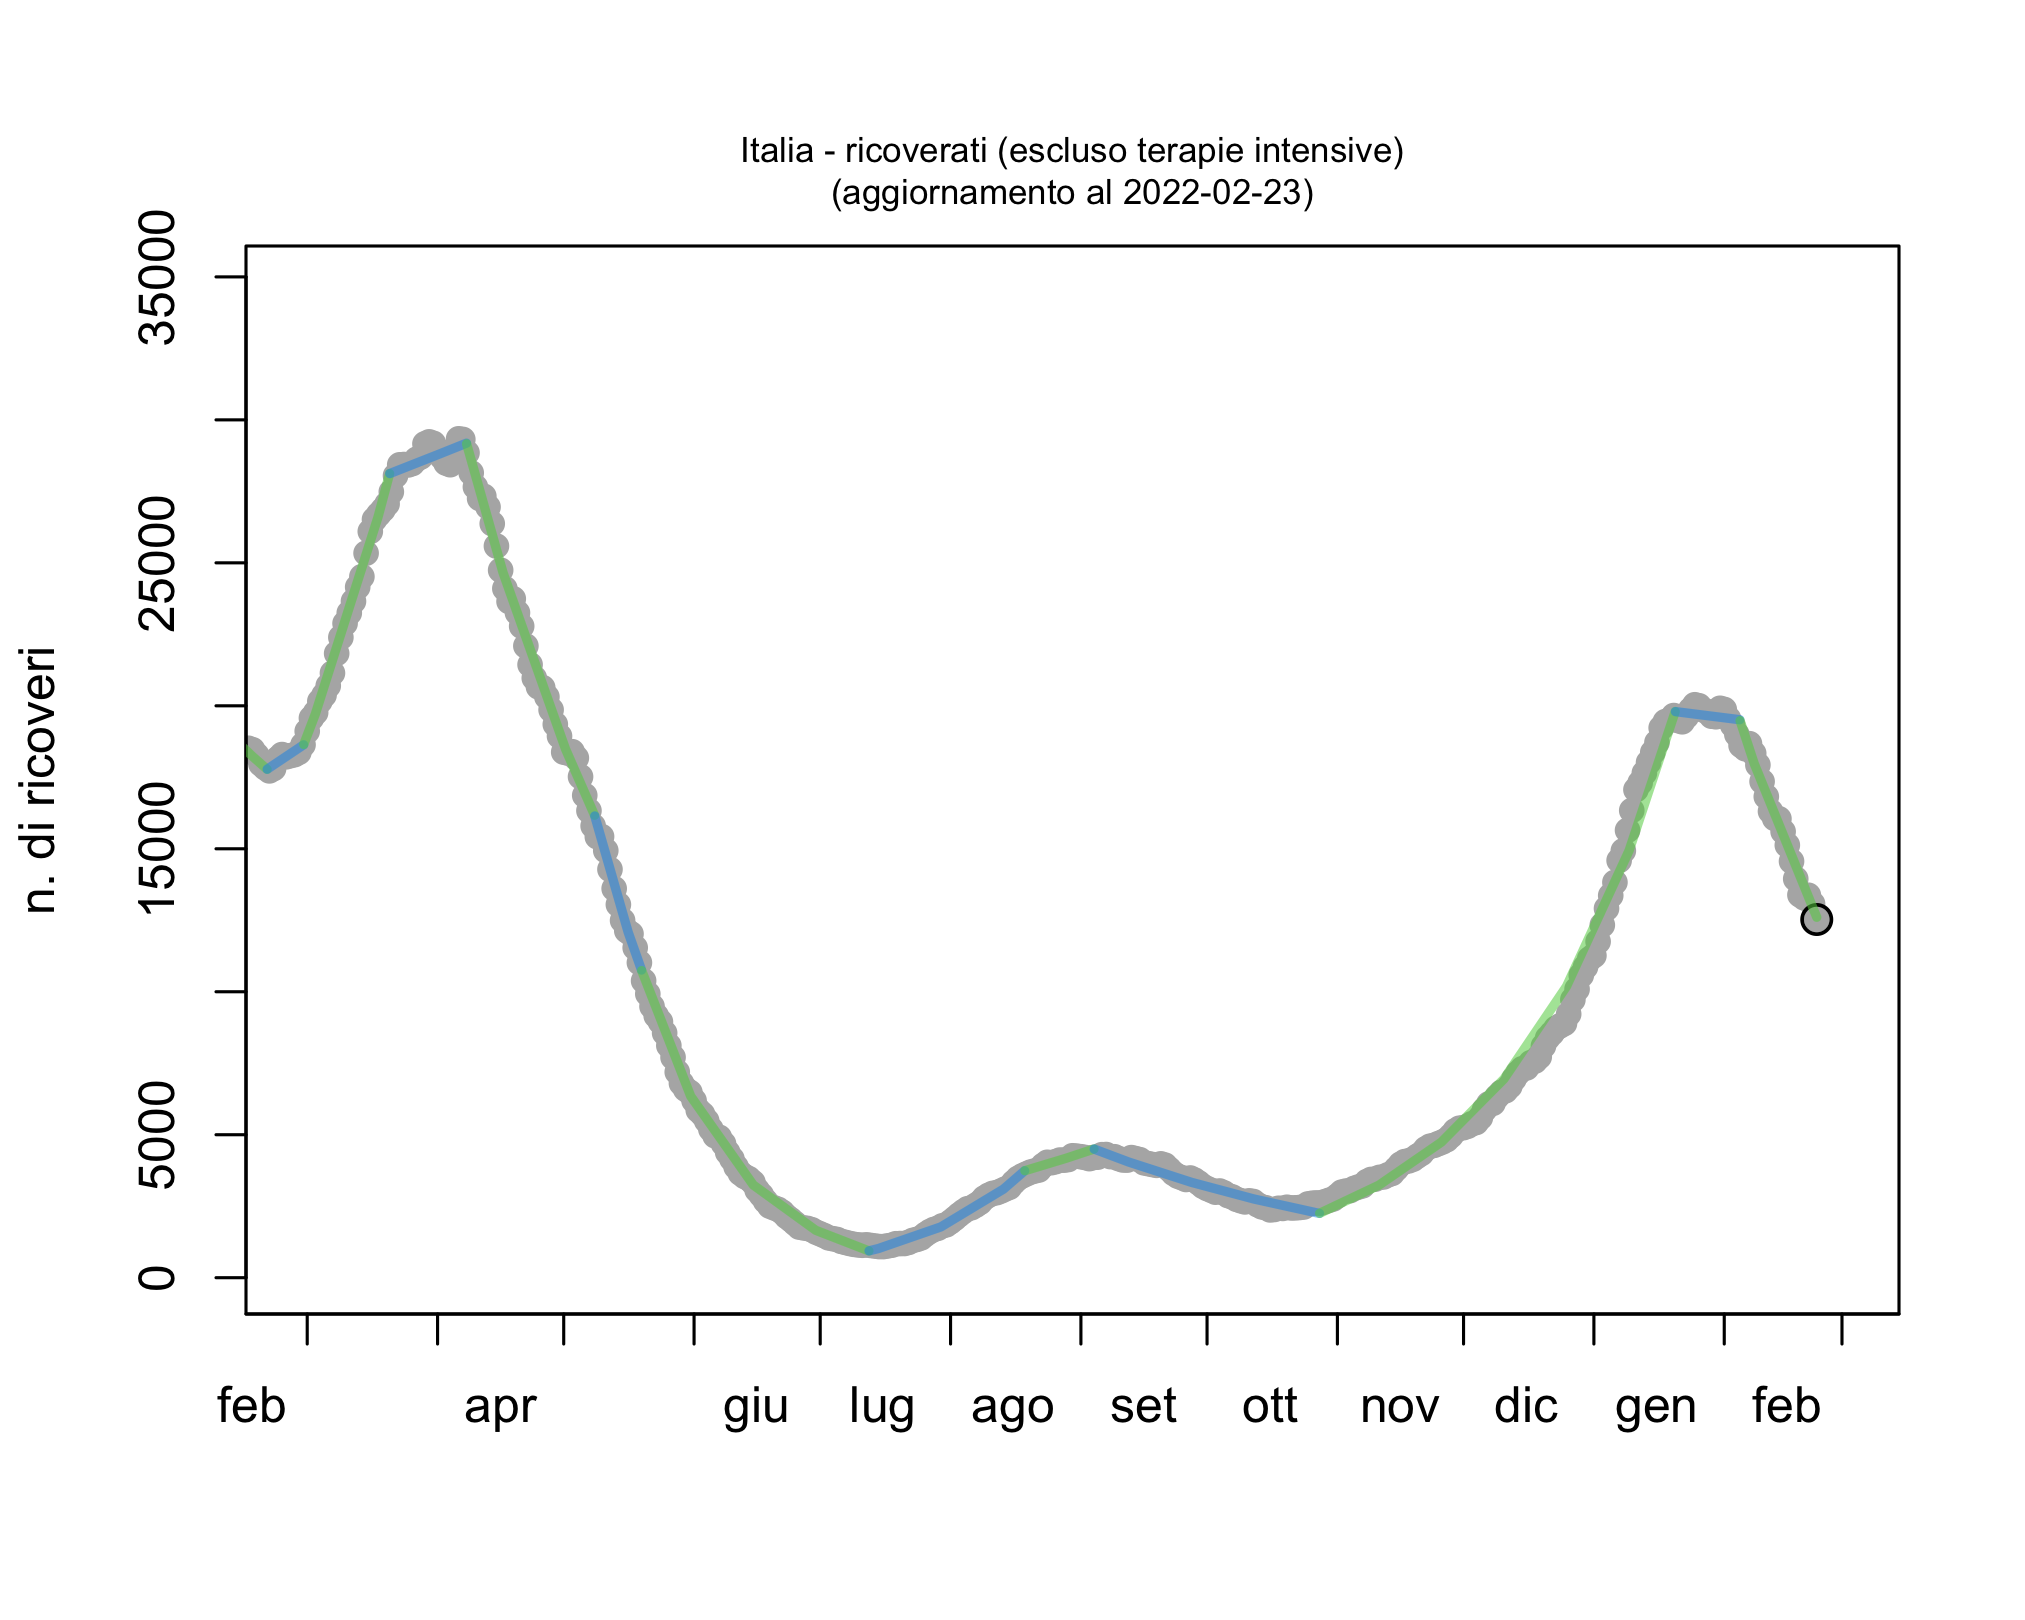 Italia - ricoverati (escluso terapie intensive)
(aggiornamento al 2022-02-23)
n. di ricoveri
35000
25000
15000
5000
0
feb apr giu lug ago set ott nov dic gen feb